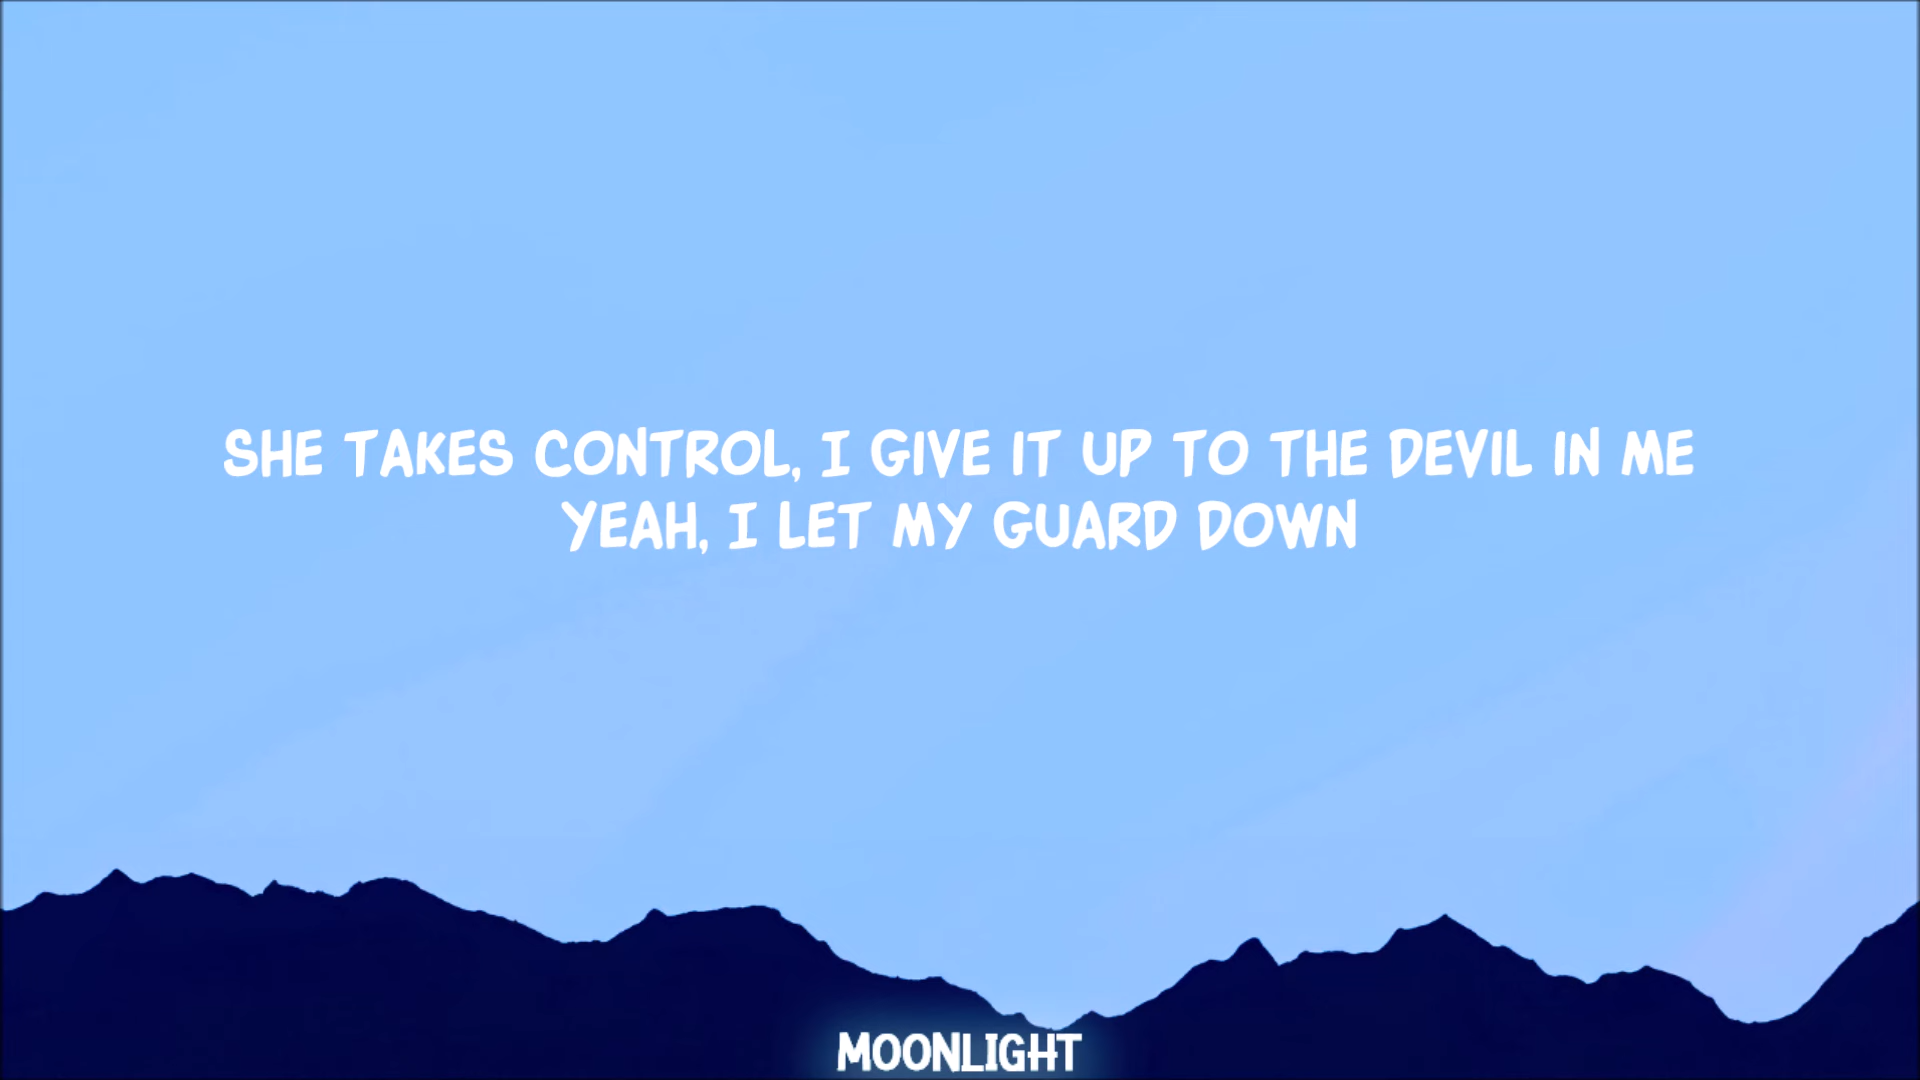 SHE TAKES CONTROL, I GIVE IT UP TO THE DEVIL IN ME
YEAH, I LET MY GUARD DOWN
MOONLIGHT